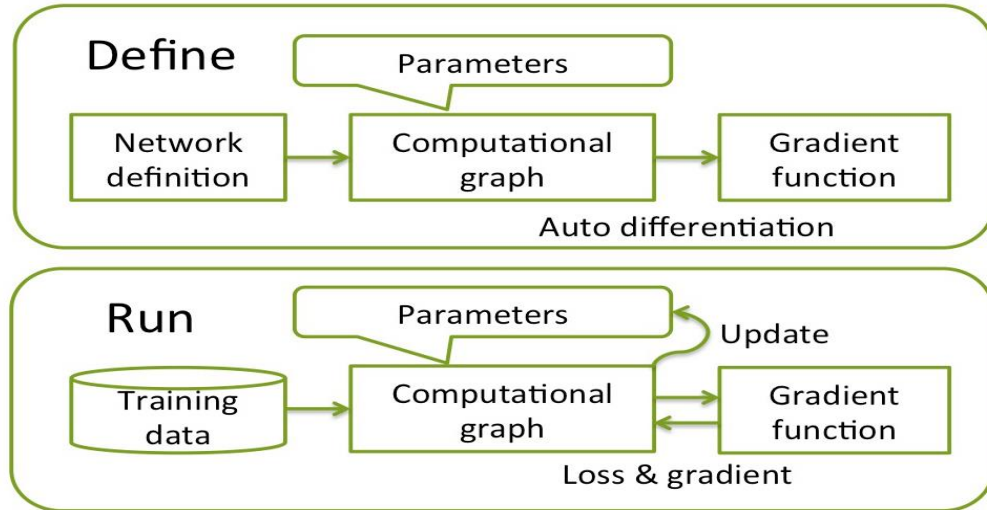 Define
Parameters
Network
definition
Computational
graph
Gradient
function
Auto differentiation
Run
Parameters
Update
Training
data
Computational
graph
Gradient
function
Loss & gradient